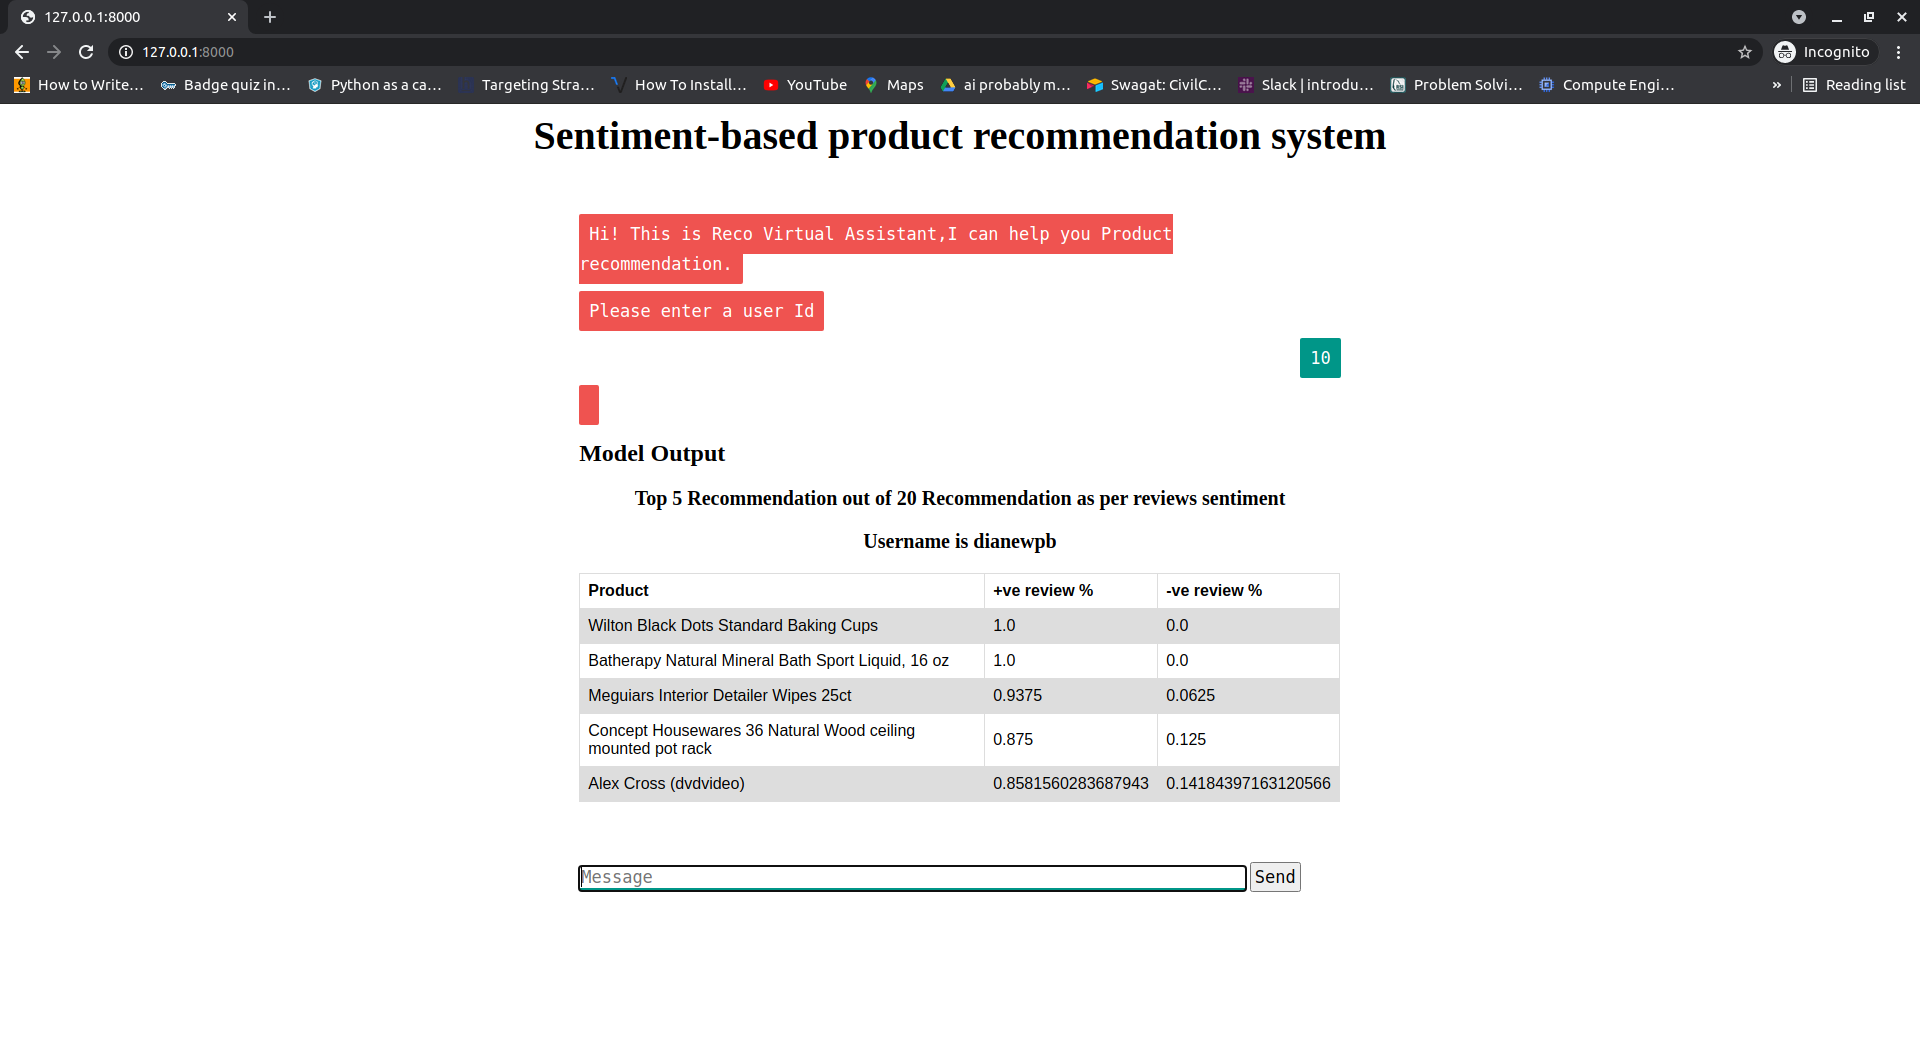 127.0.0.1:8000
127.0.0.1:8000
Incognito
How to Write… Badge quiz in… Python as a ca… Targeting Stra… How To Install… YouTube Maps ai probably m… Swagat: CivilC… Slack | introdu… Problem Solvi… Compute Engi… » Reading list
Sentiment-based product recommendation system
Hi! This is Reco Virtual Assistant,I can help you Product
recommendation.
Please enter a user Id
10
Model Output
Top 5 Recommendation out of 20 Recommendation as per reviews sentiment
Username is dianewpb
Product +ve review % -ve review %
Wilton Black Dots Standard Baking Cups 1.0 0.0
Batherapy Natural Mineral Bath Sport Liquid, 16 oz 1.0 0.0
Meguiars Interior Detailer Wipes 25ct 0.9375 0.0625
Concept Housewares 36 Natural Wood ceiling
mounted pot rack 0.875 0.125
Alex Cross (dvdvideo) 0.8581560283687943 0.14184397163120566
Message Send